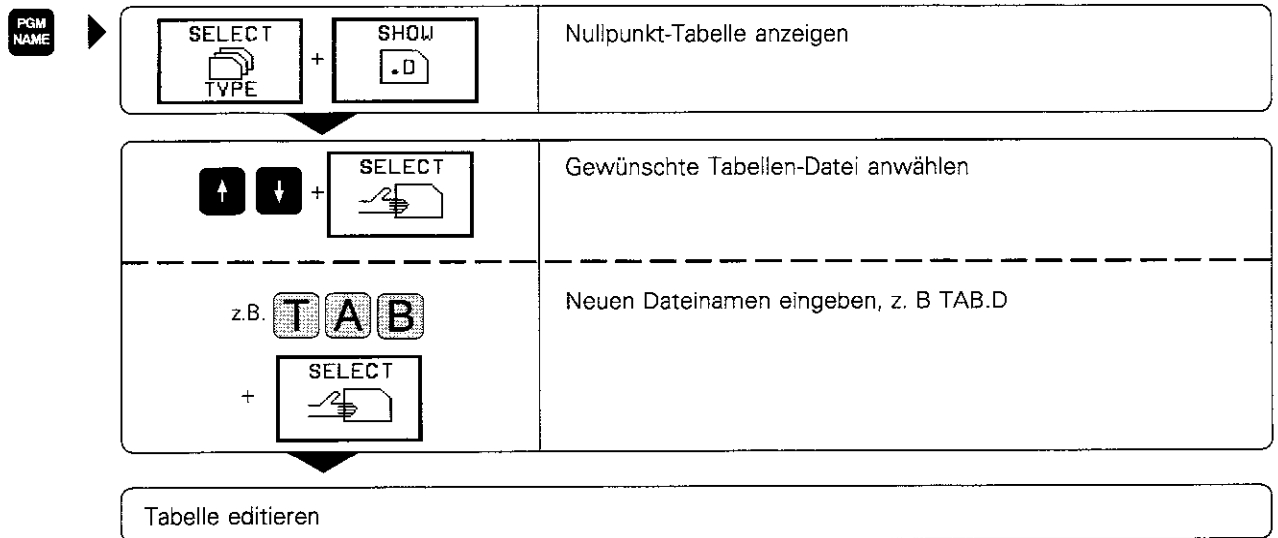 PGM
NAME
SELECT
TYPE
+
SHOW
.D
Nullpunkt-Tabelle anzeigen
↑ ↓ +
SELECT
Gewünschte Tabellen-Datei anwählen
z.B. TAB
Neuen Dateinamen eingeben, z. B TAB.D
+
SELECT
Tabelle editieren